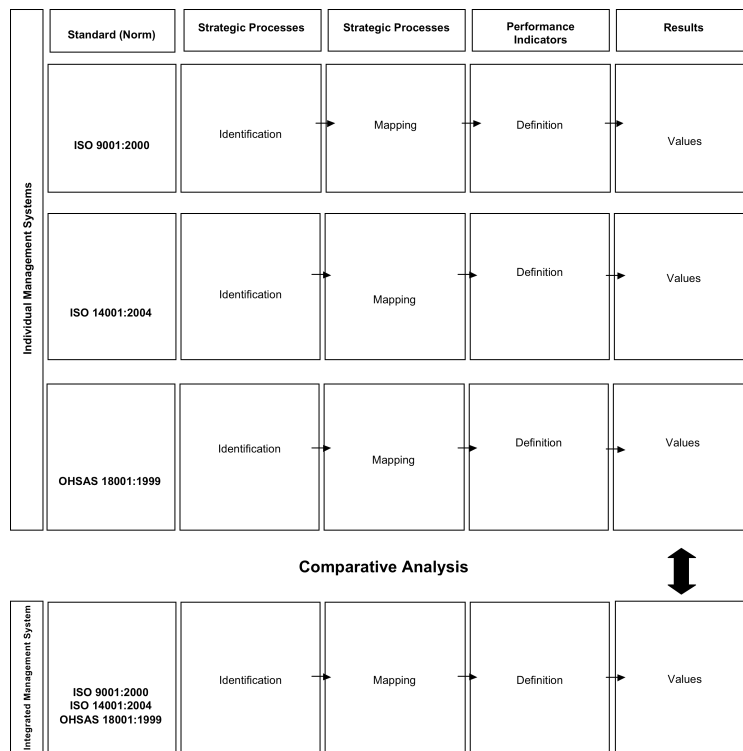 Standard (Norm)
Strategic Processes
Strategic Processes
Performance
Indicators
Results
Individual Management Systems
ISO 9001:2000
Identification
Mapping
Definition
Values
ISO 14001:2004
Identification
Mapping
Definition
Values
OHSAS 18001:1999
Identification
Mapping
Definition
Values
Comparative Analysis
Integrated Management System
ISO 9001:2000
ISO 14001:2004
OHSAS 18001:1999
Identification
Mapping
Definition
Values